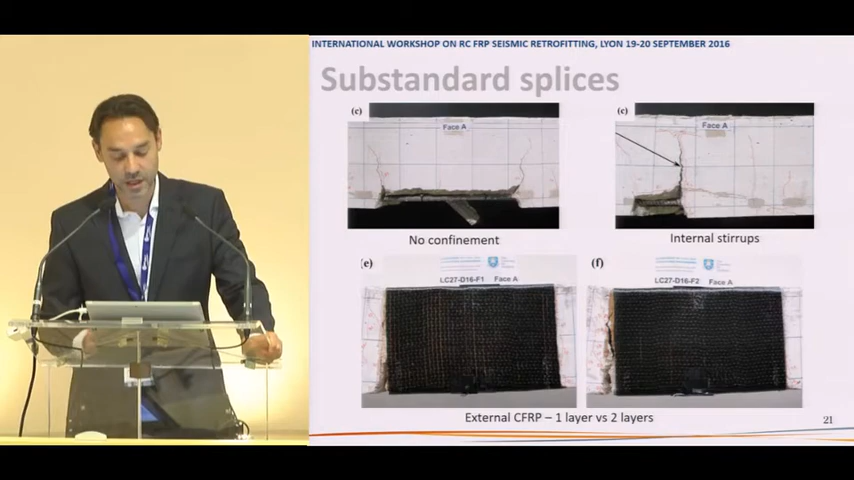 INTERNATIONAL WORKSHOP ON RC FRP SEISMIC RETROFITTING, LYON 19-20 SEPTEMBER 2016
Substandard splices
(c)
Face A
(c)
Face A
No confinement
Internal stirrups
(e)
LC27-D16-F1 Face A
(f)
LC27-D16-F2 Face A
External CFRP – 1 layer vs 2 layers
21